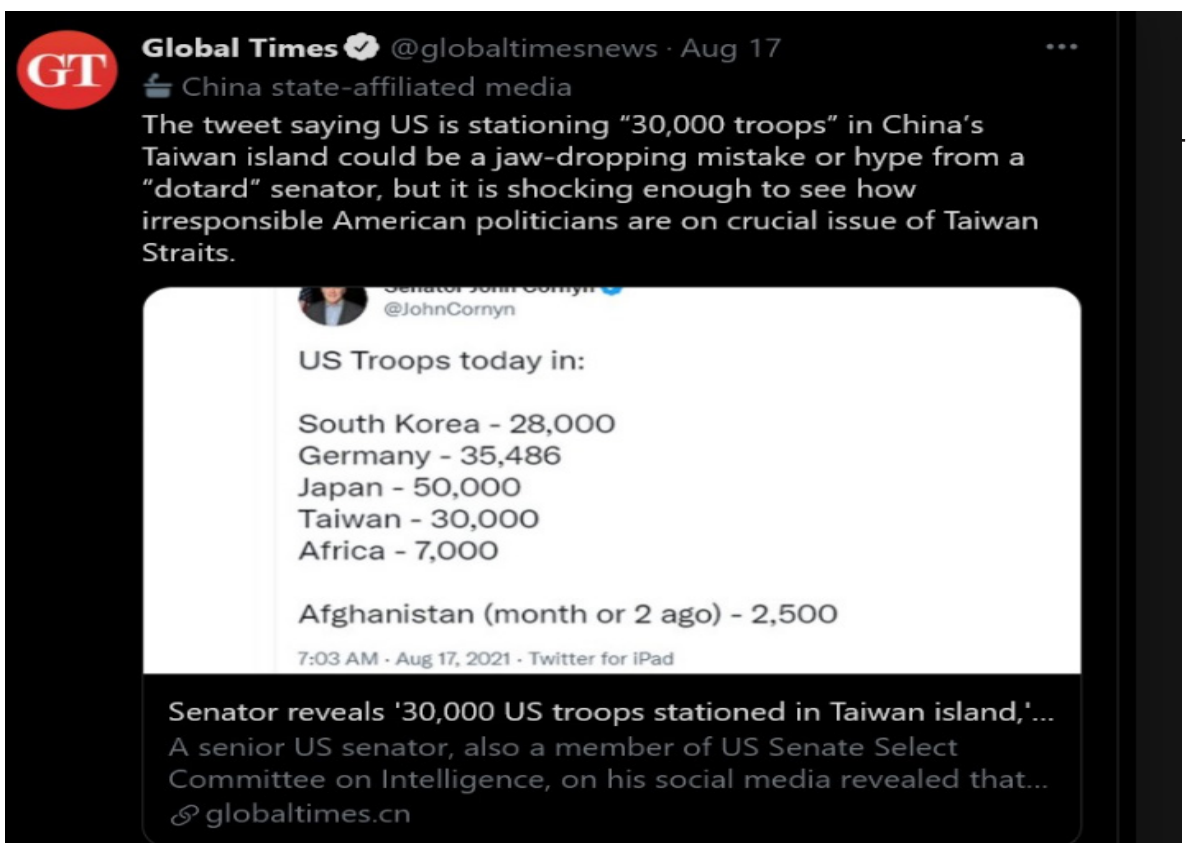 GT
Global Times @globaltimesnews · Aug 17
China state-affiliated media
The tweet saying US is stationing “30,000 troops” in China’s
Taiwan island could be a jaw-dropping mistake or hype from a
“dotard” senator, but it is shocking enough to see how
irresponsible American politicians are on crucial issue of Taiwan
Straits.
Senator John Cornyn
@JohnCornyn
US Troops today in:
South Korea - 28,000
Germany - 35,486
Japan - 50,000
Taiwan - 30,000
Africa - 7,000
Afghanistan (month or 2 ago) - 2,500
7:03 AM · Aug 17, 2021 · Twitter for iPad
Senator reveals '30,000 US troops stationed in Taiwan island,'...
A senior US senator, also a member of US Senate Select
Committee on Intelligence, on his social media revealed that...
globaltimes.cn